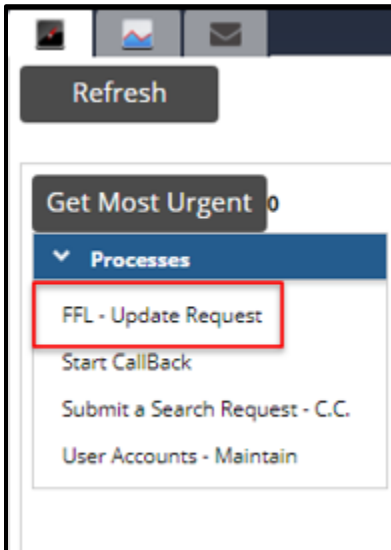 Refresh
Get Most Urgent 0
Processes
FFL - Update Request
Start CallBack
Submit a Search Request - C.C.
User Accounts - Maintain